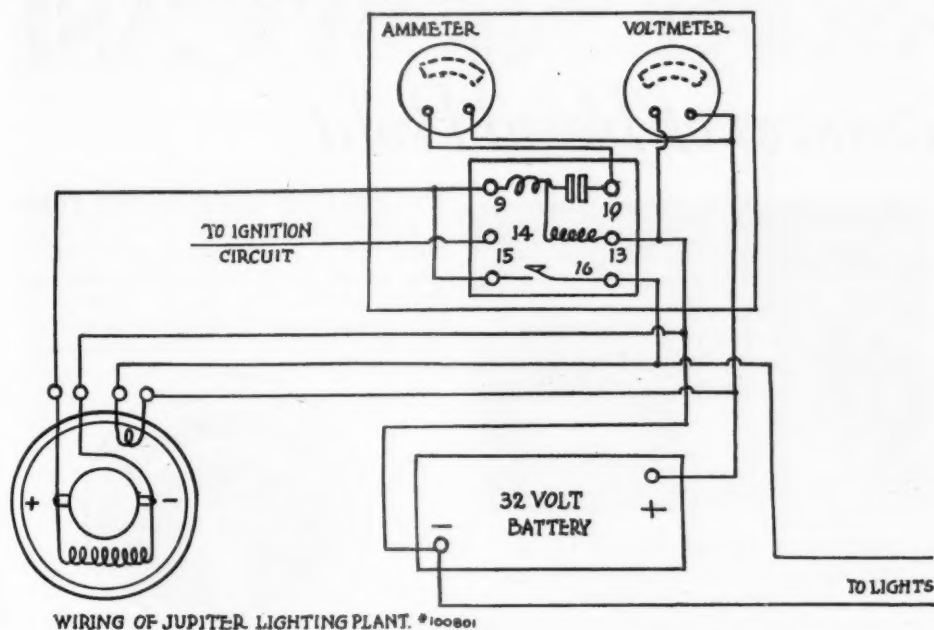 AMMETER VOLTMETER
9 10
TO IGNITION
CIRCUIT
14
15 13
16
+ -
32 VOLT
BATTERY
+
-
TO LIGHTS
WIRING OF JUPITER LIGHTING PLANT. #100801